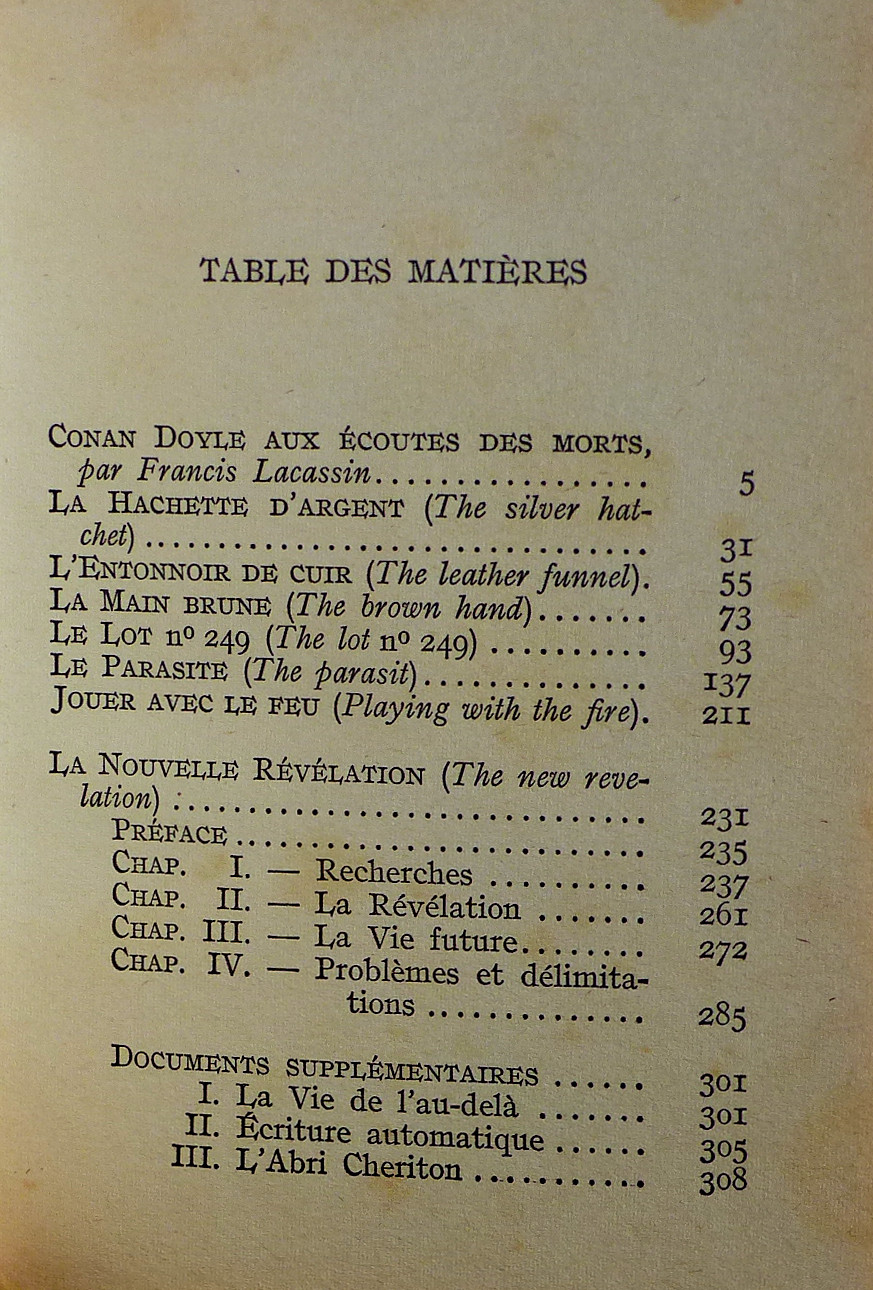 TABLE DES MATIÈRES
CONAN DOYLE AUX ÉCOUTES DES MORTS,
par Francis Lacassin.................. 5
LA HACHETTE D'ARGENT (The silver hat-
chet) ................................ 31
L'ENTONNOIR DE CUIR (The leather funnel). 55
LA MAIN BRUNE (The brown hand)....... 73
LE LOT nº 249 (The lot nº 249) .......... 93
LE PARASITE (The parasit).............. 137
JOUER AVEC LE FEU (Playing with the fire). 211
LA NOUVELLE RÉVÉLATION (The new reve-
lation) :............................. 231
PRÉFACE .......................... 235
CHAP. I. — Recherches .......... 237
CHAP. II. — La Révélation ....... 261
CHAP. III. — La Vie future........ 272
CHAP. IV. — Problèmes et délimita-
tions .............. 285
DOCUMENTS SUPPLÉMENTAIRES ...... 301
I. La Vie de l'au-delà ....... 301
II. Écriture automatique ...... 305
III. L'Abri Cheriton ........... 308